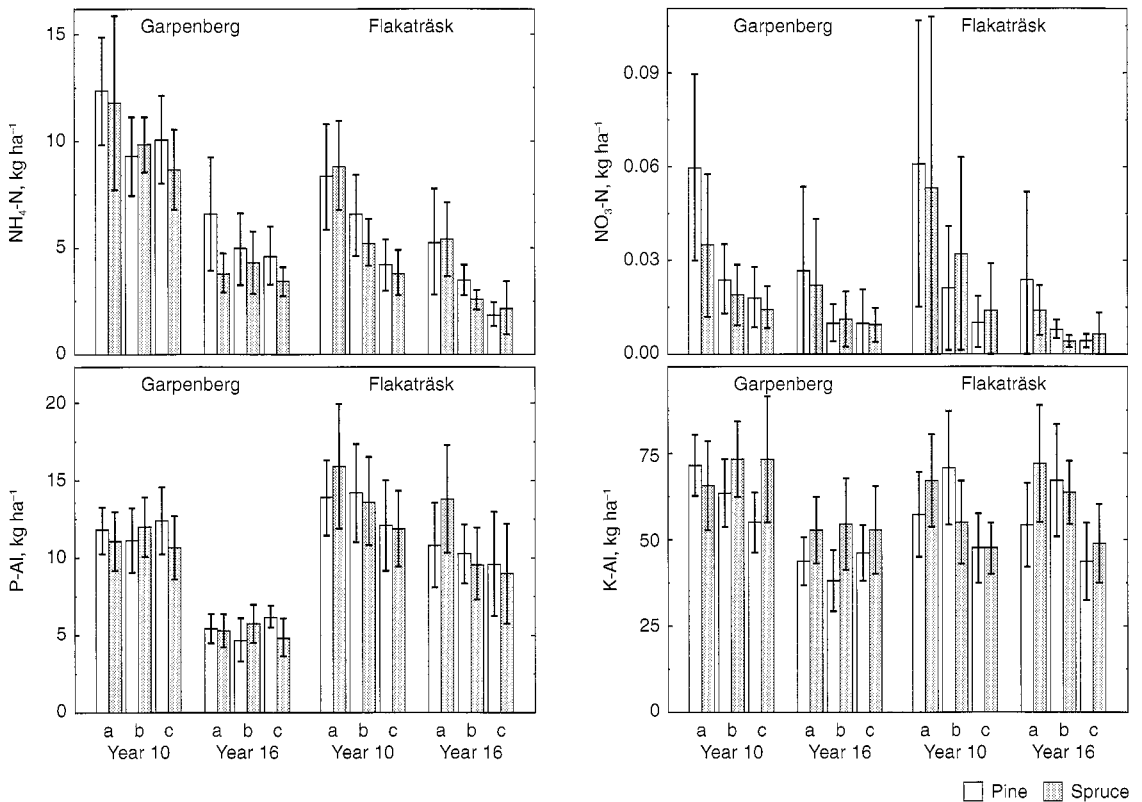 Garpenberg Flakaträsk
NH₄-N, kg ha⁻¹
15
10
5
0
Garpenberg Flakaträsk
NO₃-N, kg ha⁻¹
0.09
0.06
0.03
0.00
Garpenberg Flakaträsk
P-Al, kg ha⁻¹
20
15
10
5
0
a b c a b c a b c a b c
Year 10 Year 16 Year 10 Year 16
Garpenberg Flakaträsk
K-Al, kg ha⁻¹
75
50
25
0
a b c a b c a b c a b c
Year 10 Year 16 Year 10 Year 16
Pine Spruce